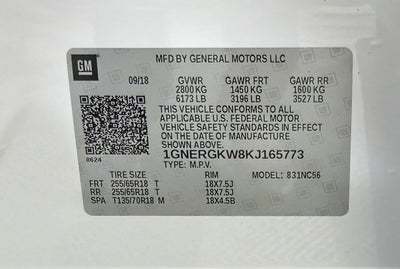 GM
MFD BY GENERAL MOTORS LLC
09/18 GVWR GAWR FRT GAWR RR
2800 KG 1450 KG 1600 KG
6173 LB 3196 LB 3527 LB
THIS VEHICLE CONFORMS TO ALL
APPLICABLE U.S. FEDERAL MOTOR
VEHICLE SAFETY STANDARDS IN EFFECT
ON THE DATE OF MANUFACTURE
SHOWN ABOVE.
8624
1GNERGKW8KJ165773
TYPE: M.P.V.
TIRE SIZE RIM 831NC56
FRT 255/65R18 T 18X7.5J
RR 255/65R18 T 18X7.5J
SPA T135/70R18 M 18X4.5B